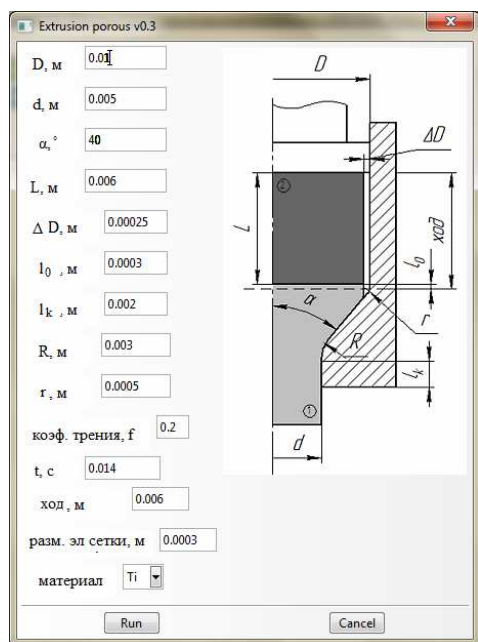 Extrusion porous v0.3
D, м 0.01
d, м 0.005
α,° 40
L, м 0.006
Δ D, м 0.00025
l0 , м 0.0003
lk , м 0.002
R, м 0.003
r, м 0.0005
коэф. трения, f 0.2
t, с 0.014
ход, м 0.006
разм. эл сетки, м 0.0003
материал Ti
Run Cancel
D
ΔD
2
L
ход
l0
α
r
R
lk
1
d